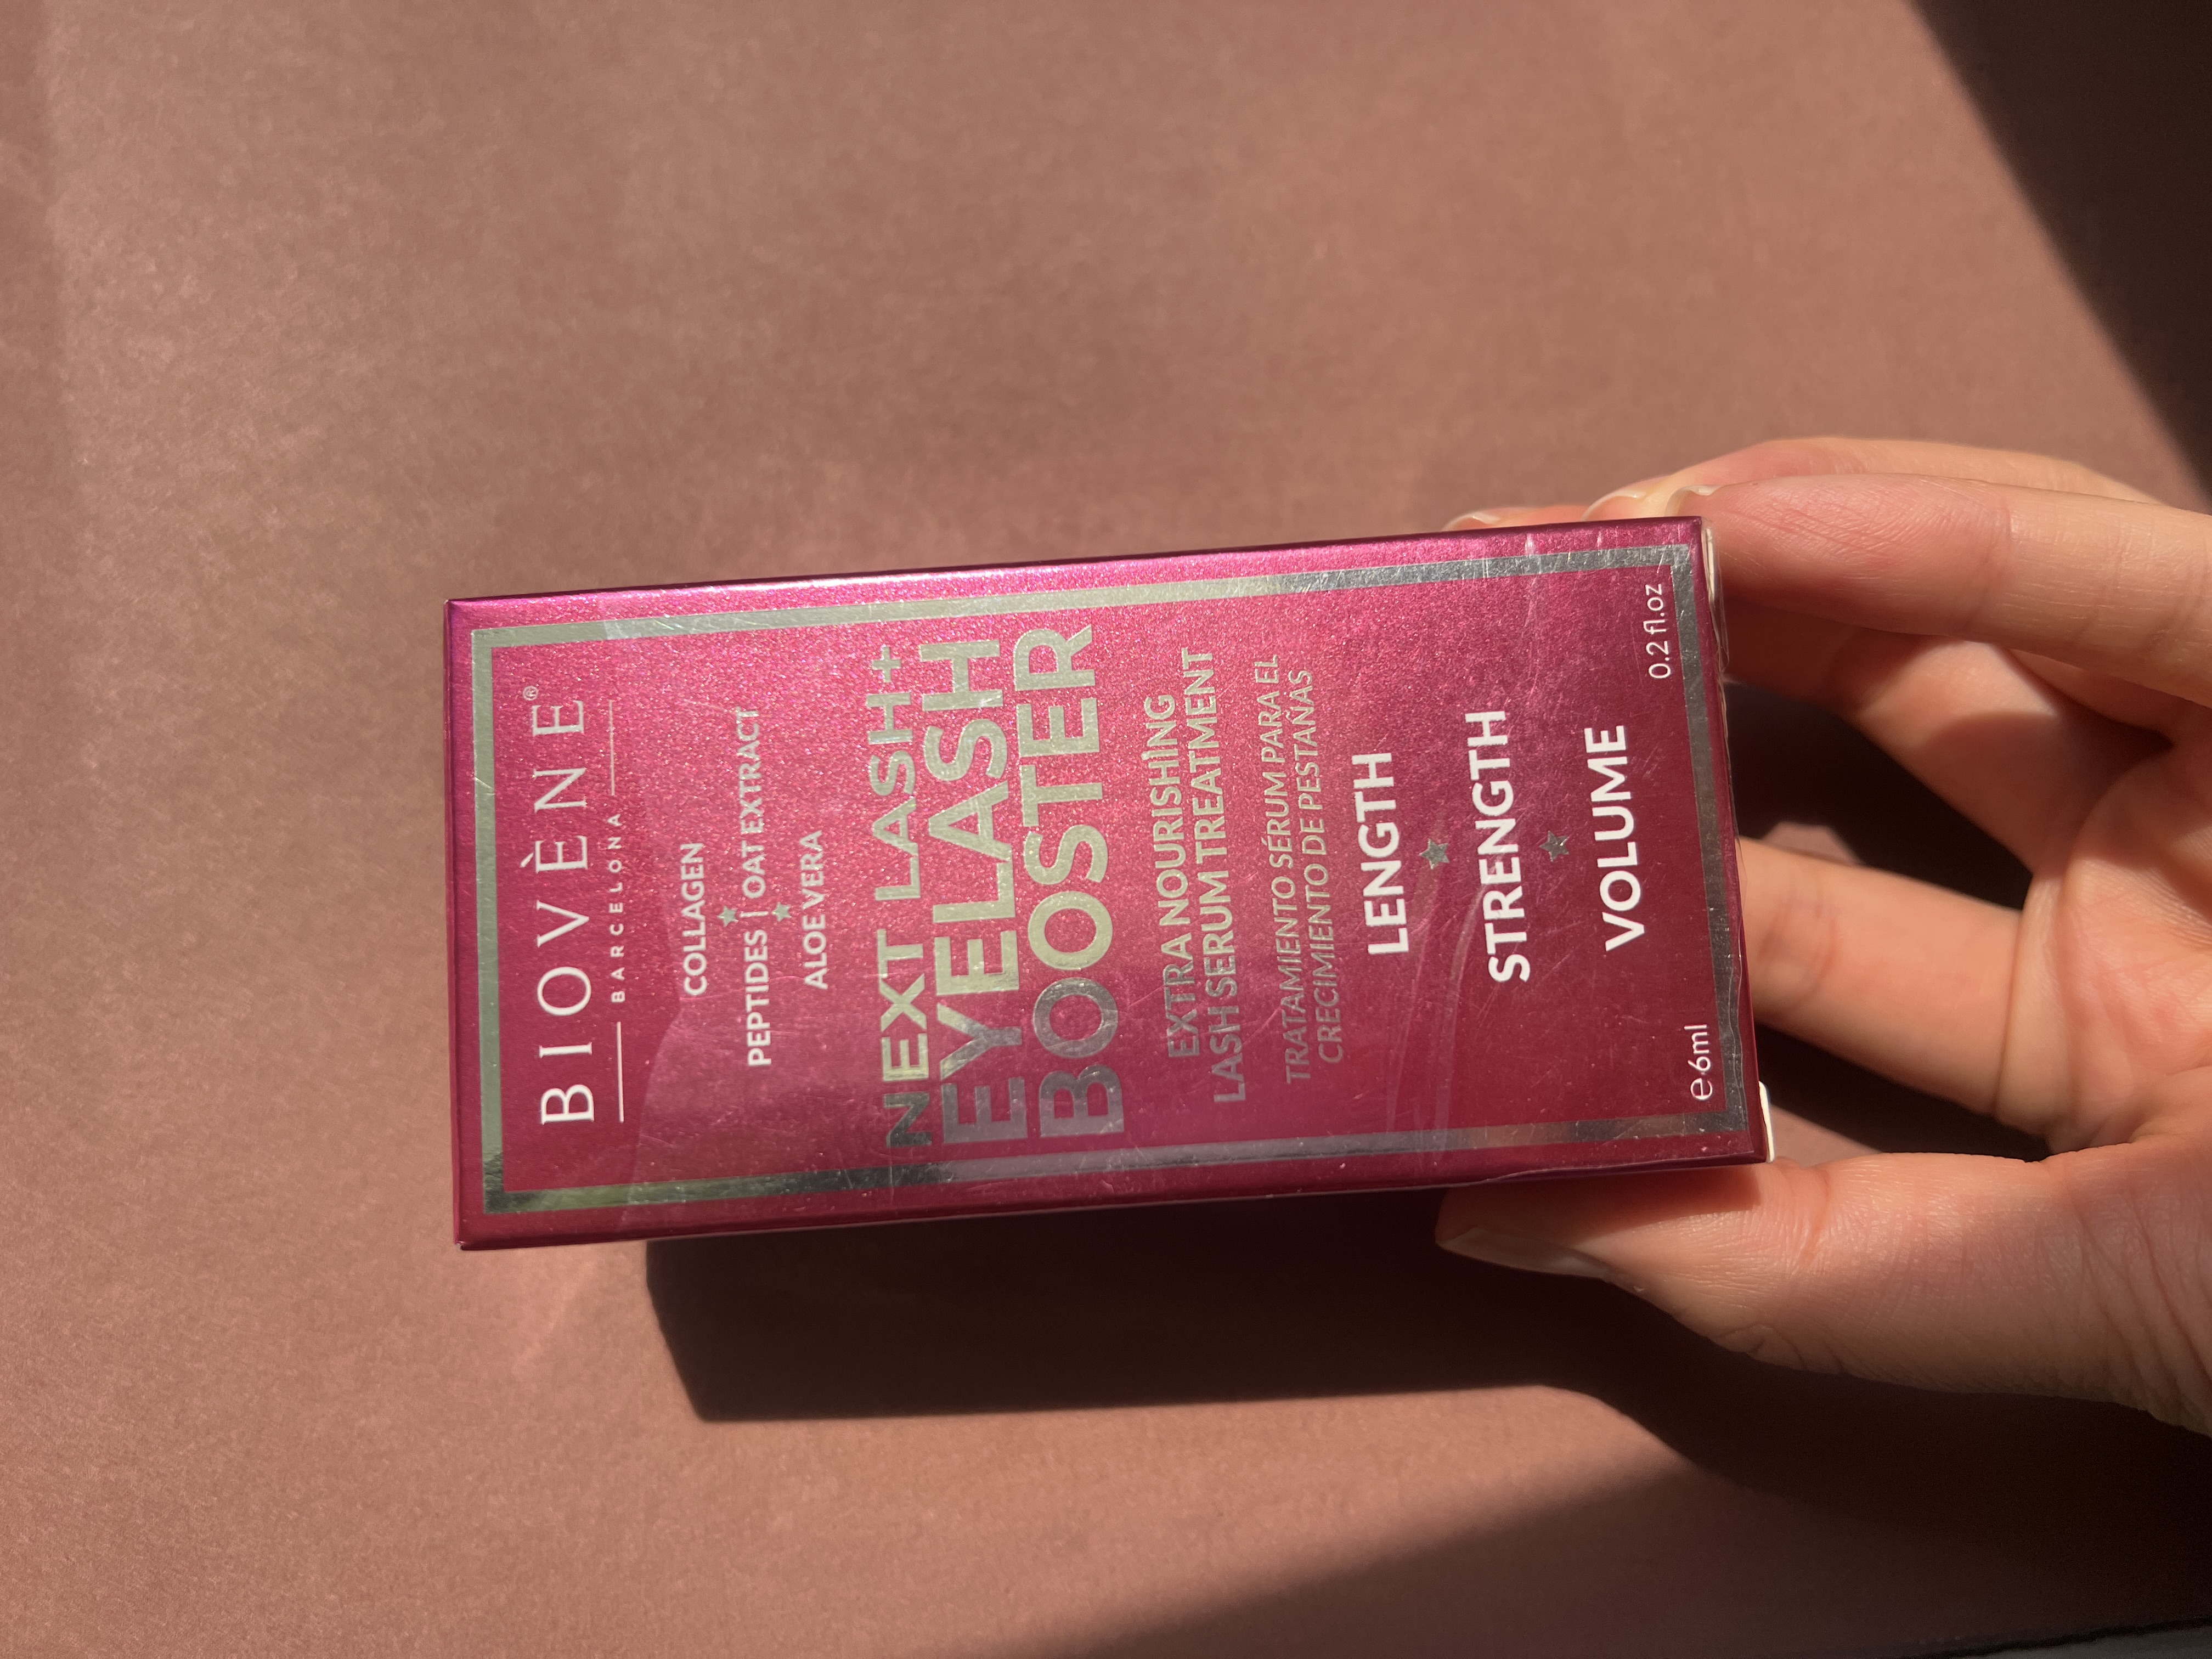 BIOVÈNE®
BARCELONA
COLLAGEN
PEPTIDES | OAT EXTRACT
ALOE VERA
NEXT LASH+
EYELASH
BOOSTER
EXTRA NOURISHING
LASH SERUM TREATMENT
TRATAMIENTO SÉRUM PARA EL
CRECIMIENTO DE PESTAÑAS
LENGTH
STRENGTH
VOLUME
℮ 6ml 0.2 fl.oz